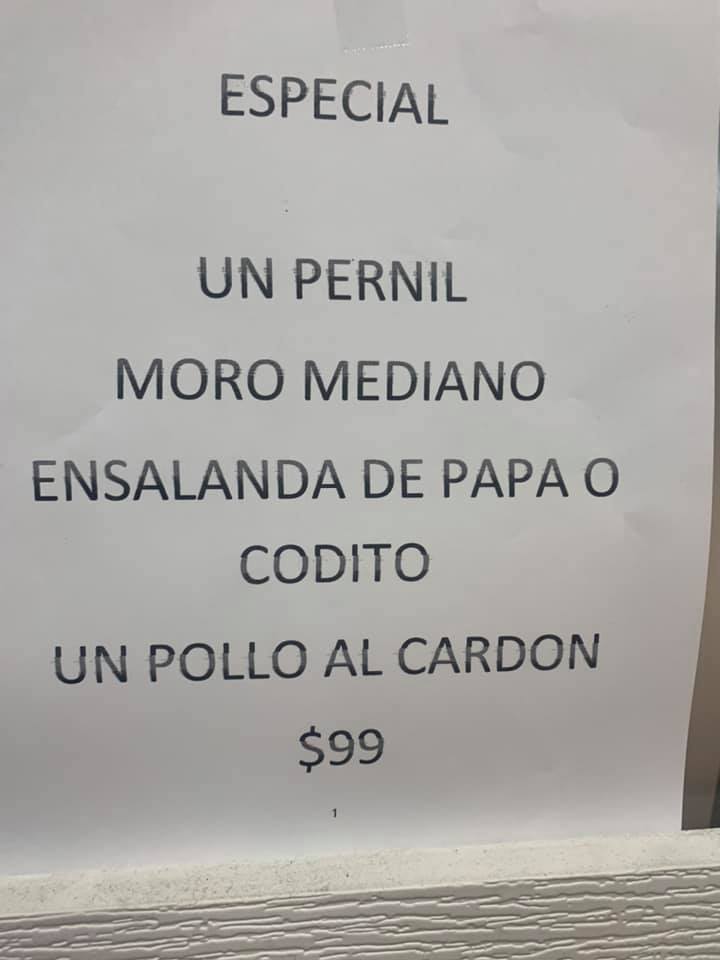 ESPECIAL
UN PERNIL
MORO MEDIANO
ENSALANDA DE PAPA O
CODITO
UN POLLO AL CARDON
$99
1